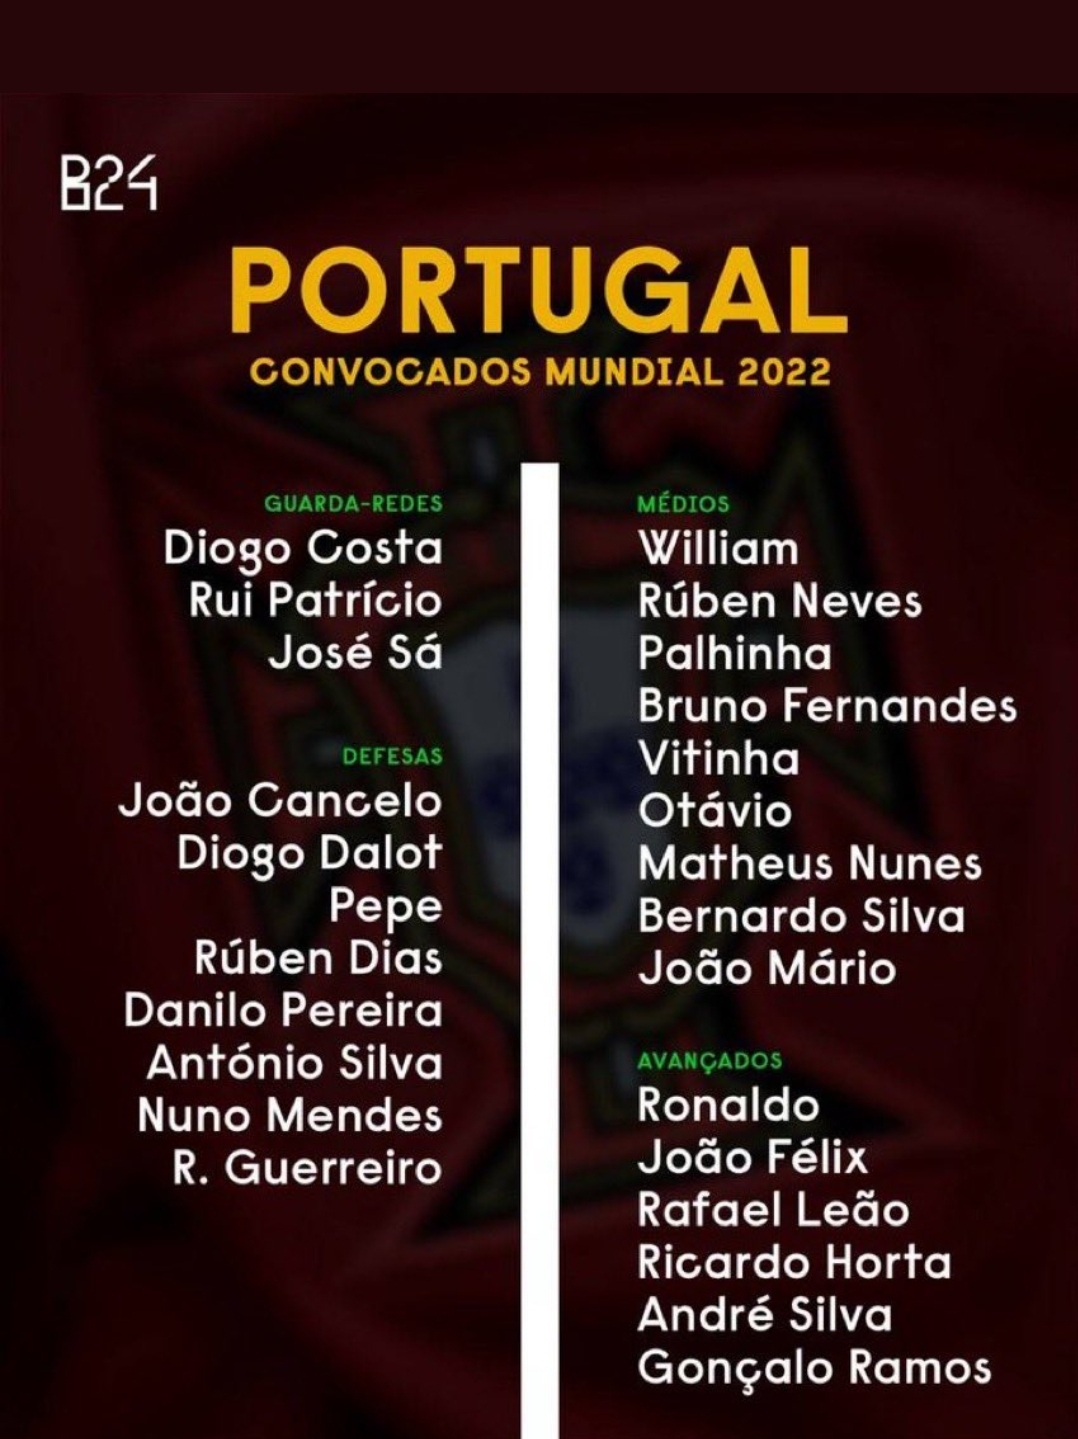 B24
PORTUGAL
CONVOCADOS MUNDIAL 2022
GUARDA-REDES
Diogo Costa
Rui Patrício
José Sá
DEFESAS
João Cancelo
Diogo Dalot
Pepe
Rúben Dias
Danilo Pereira
António Silva
Nuno Mendes
R. Guerreiro
MÉDIOS
William
Rúben Neves
Palhinha
Bruno Fernandes
Vitinha
Otávio
Matheus Nunes
Bernardo Silva
João Mário
AVANÇADOS
Ronaldo
João Félix
Rafael Leão
Ricardo Horta
André Silva
Gonçalo Ramos